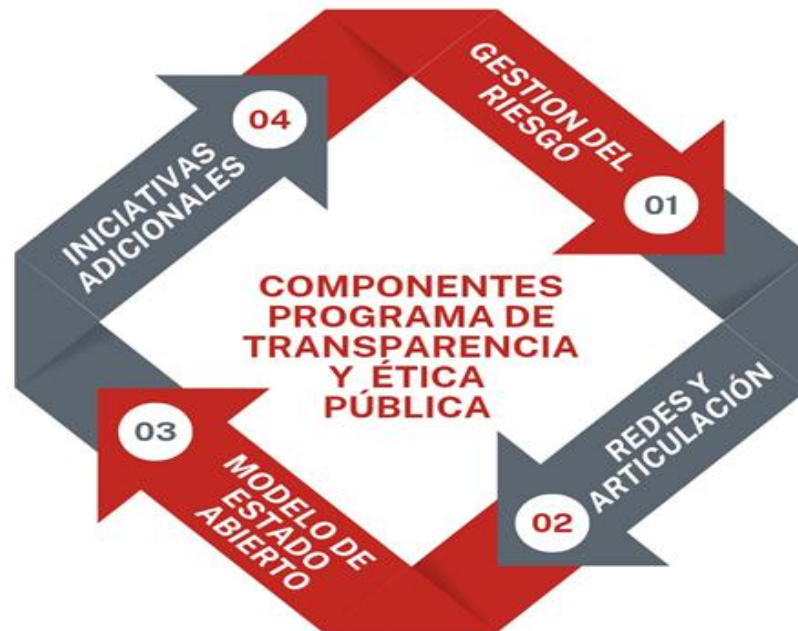 GESTION DEL
RIESGO
01
COMPONENTES
PROGRAMA DE
TRANSPARENCIA
Y ÉTICA
PÚBLICA
REDES Y
ARTICULACIÓN
02
MODELO DE
ESTADO
ABIERTO
03
INICIATIVAS
ADICIONALES
04